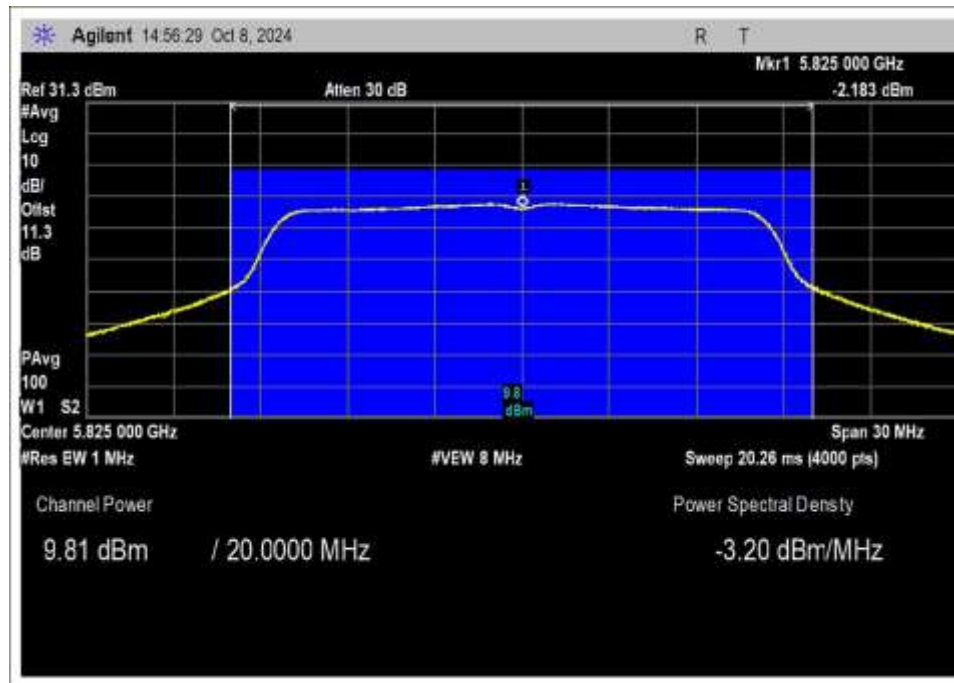 Agilent 14:56:29 Oct 8, 2024 R T
Mkr1 5.825 000 GHz
Ref 31.3 dBm Atten 30 dB -2.183 dBm
#Avg
Log
10
dB/
Offst
11.3
dB
1
PAvg
100
W1 S2
9.8
dBm
Center 5.825 000 GHz Span 30 MHz
#Res BW 1 MHz #VBW 8 MHz Sweep 20.26 ms (4000 pts)
Channel Power Power Spectral Density
9.81 dBm / 20.0000 MHz -3.20 dBm/MHz